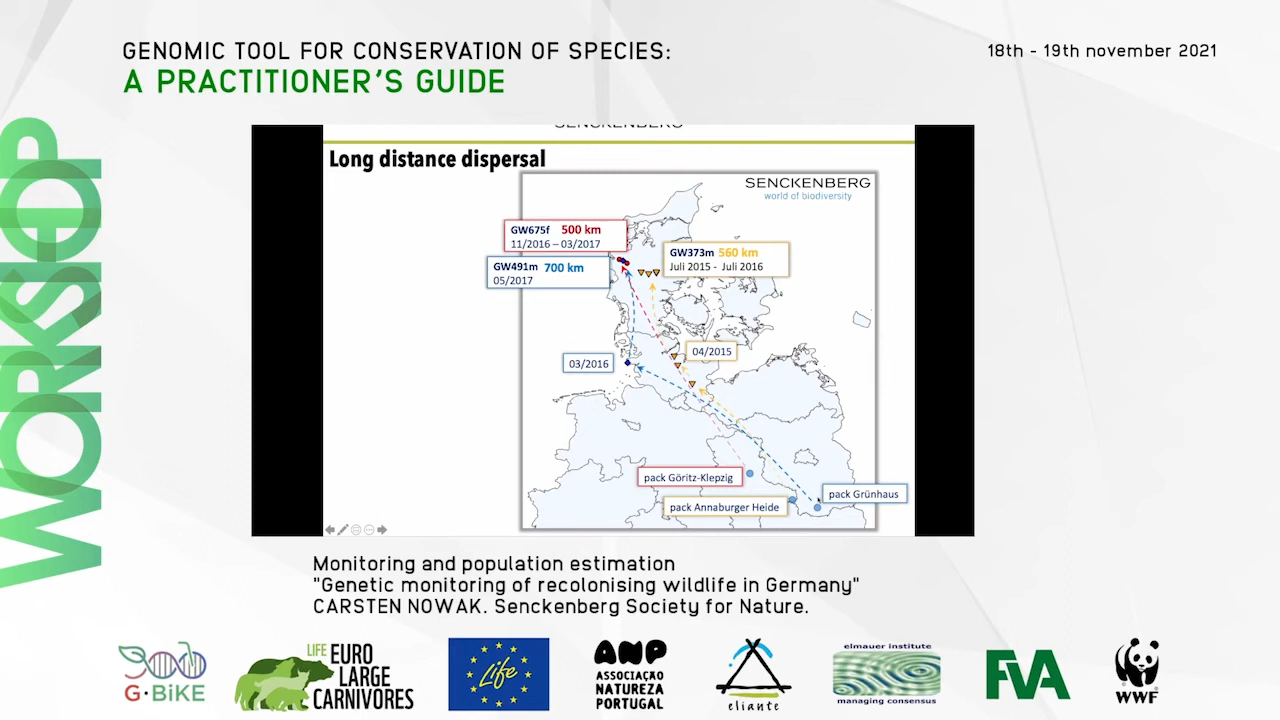 GENOMIC TOOL FOR CONSERVATION OF SPECIES:
A PRACTITIONER'S GUIDE
18th - 19th november 2021
WORKSHOP
SENCKENBERG
Long distance dispersal
SENCKENBERG
world of biodiversity
GW675f 500 km
11/2016 – 03/2017
GW373m 560 km
Juli 2015 - Juli 2016
GW491m 700 km
05/2017
04/2015
03/2016
pack Göritz-Klepzig
pack Grünhaus
pack Annaburger Heide
Monitoring and population estimation
"Genetic monitoring of recolonising wildlife in Germany"
CARSTEN NOWAK. Senckenberg Society for Nature.
G·BiKE
LIFE EURO
LARGE
CARNIVORES
Life
ANP
ASSOCIAÇÃO
NATUREZA
PORTUGAL
eliante
elmauer institute
managing consensus
FVA
WWF